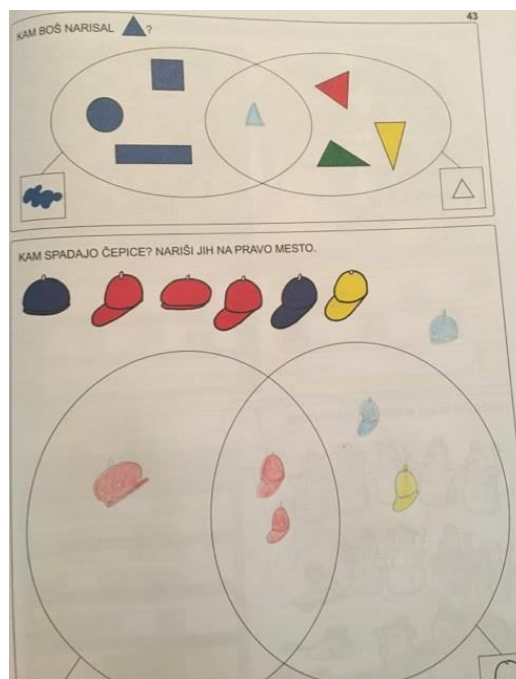 43
KAM BOŠ NARISAL ?
KAM SPADAJO ČEPICE? NARIŠI JIH NA PRAVO MESTO.